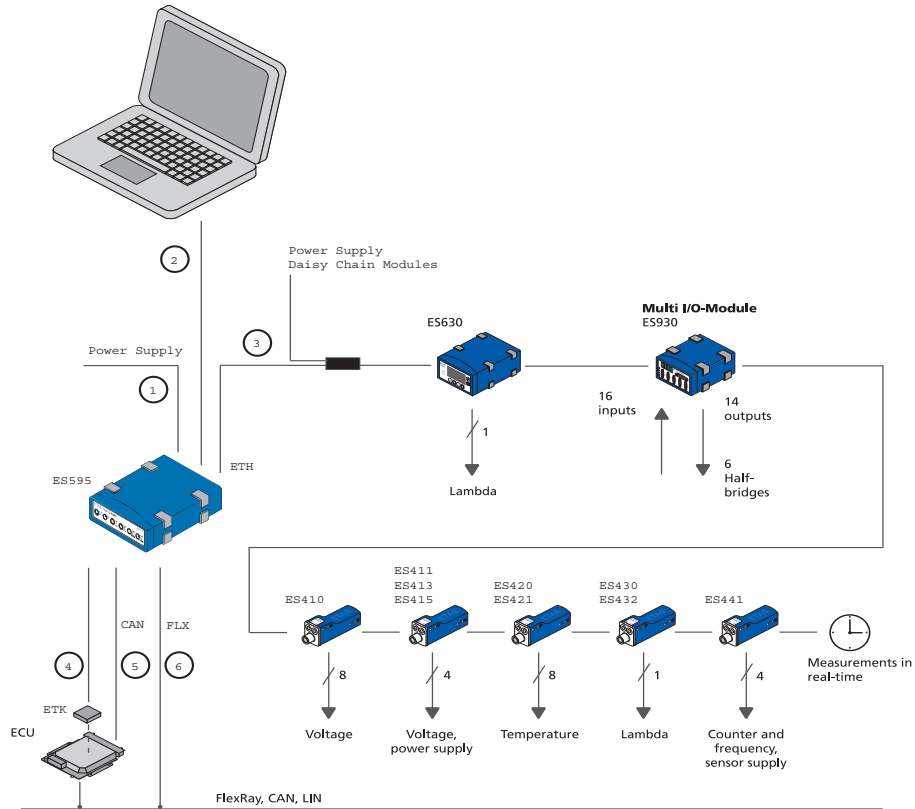 2
Power Supply
Daisy Chain Modules
Multi I/O-Module
ES930
ES630
3
Power Supply
1
16
inputs
14
outputs
1
6
Half-
bridges
Lambda
ETH
ES595
ES410
ES411
ES413
ES415
ES420
ES421
ES430
ES432
ES441
CAN
FLX
4
5
6
Measurements in
real-time
8
4
8
1
4
ETK
ECU
Voltage
Voltage,
power supply
Temperature
Lambda
Counter and
frequency,
sensor supply
FlexRay, CAN, LIN